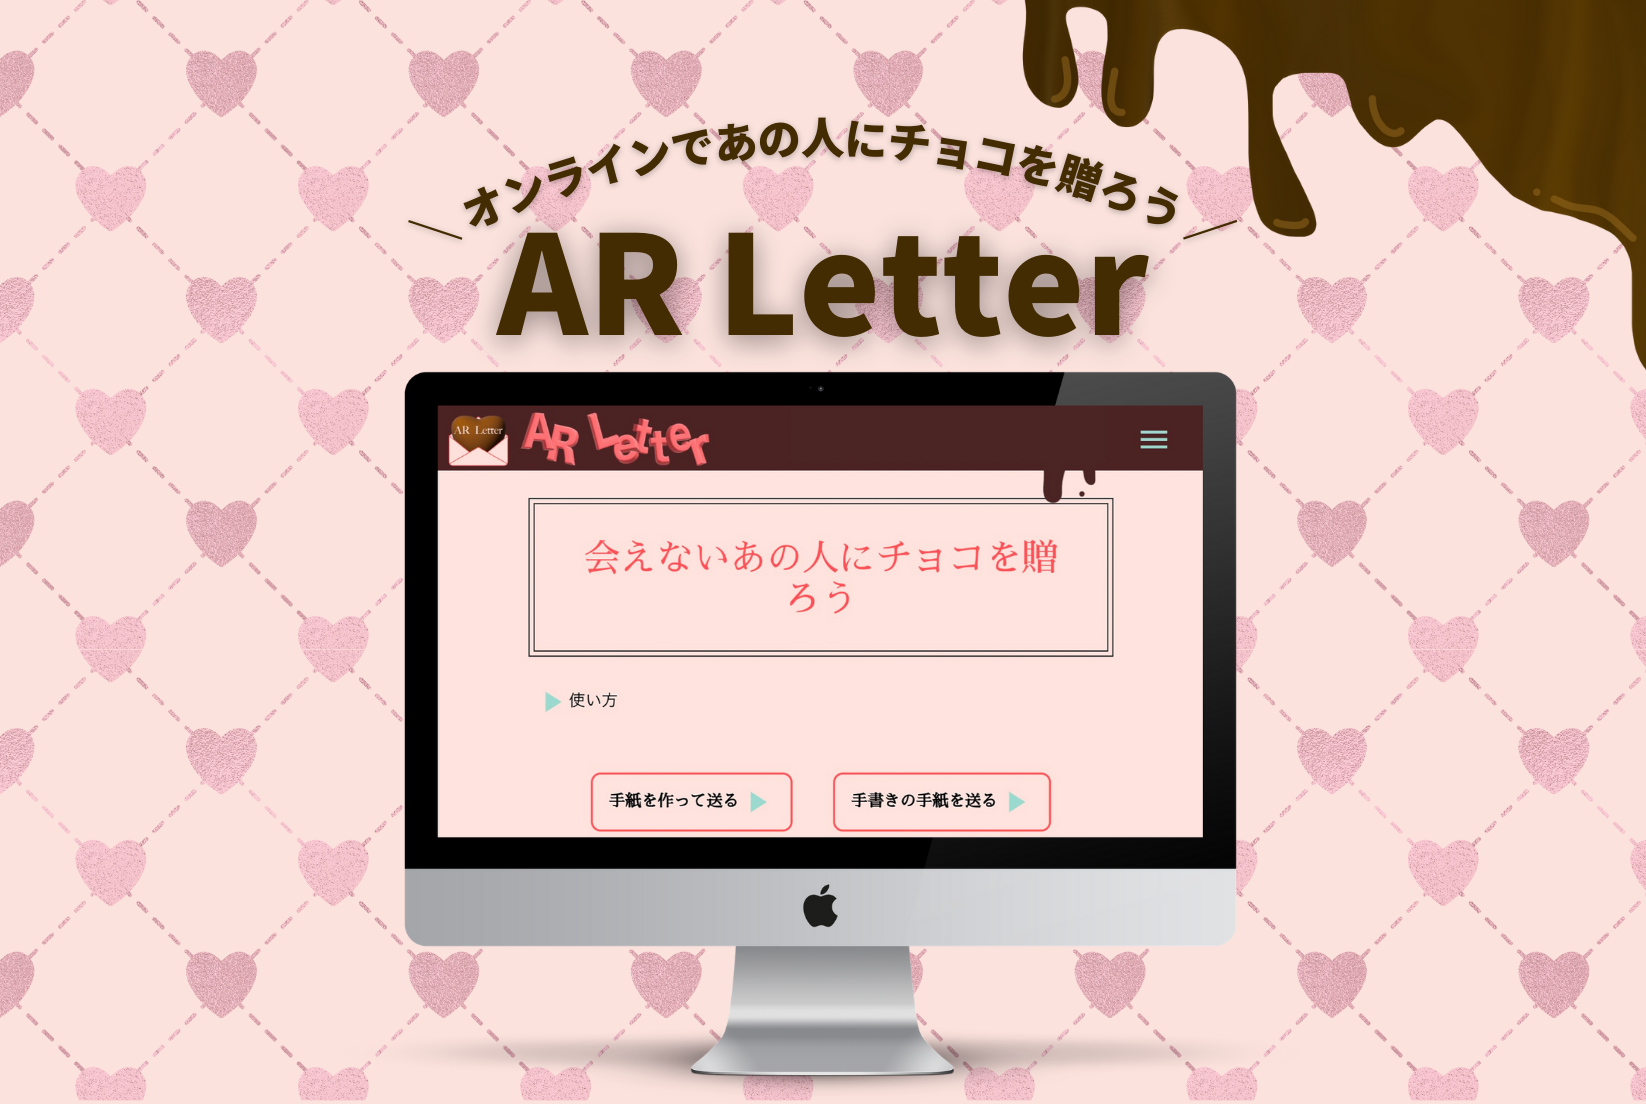 オンラインであの人にチョコを贈ろう
AR Letter
AR Letter
AR Letter
会えないあの人にチョコを贈
ろう
使い方
手紙を作って送る
手書きの手紙を送る